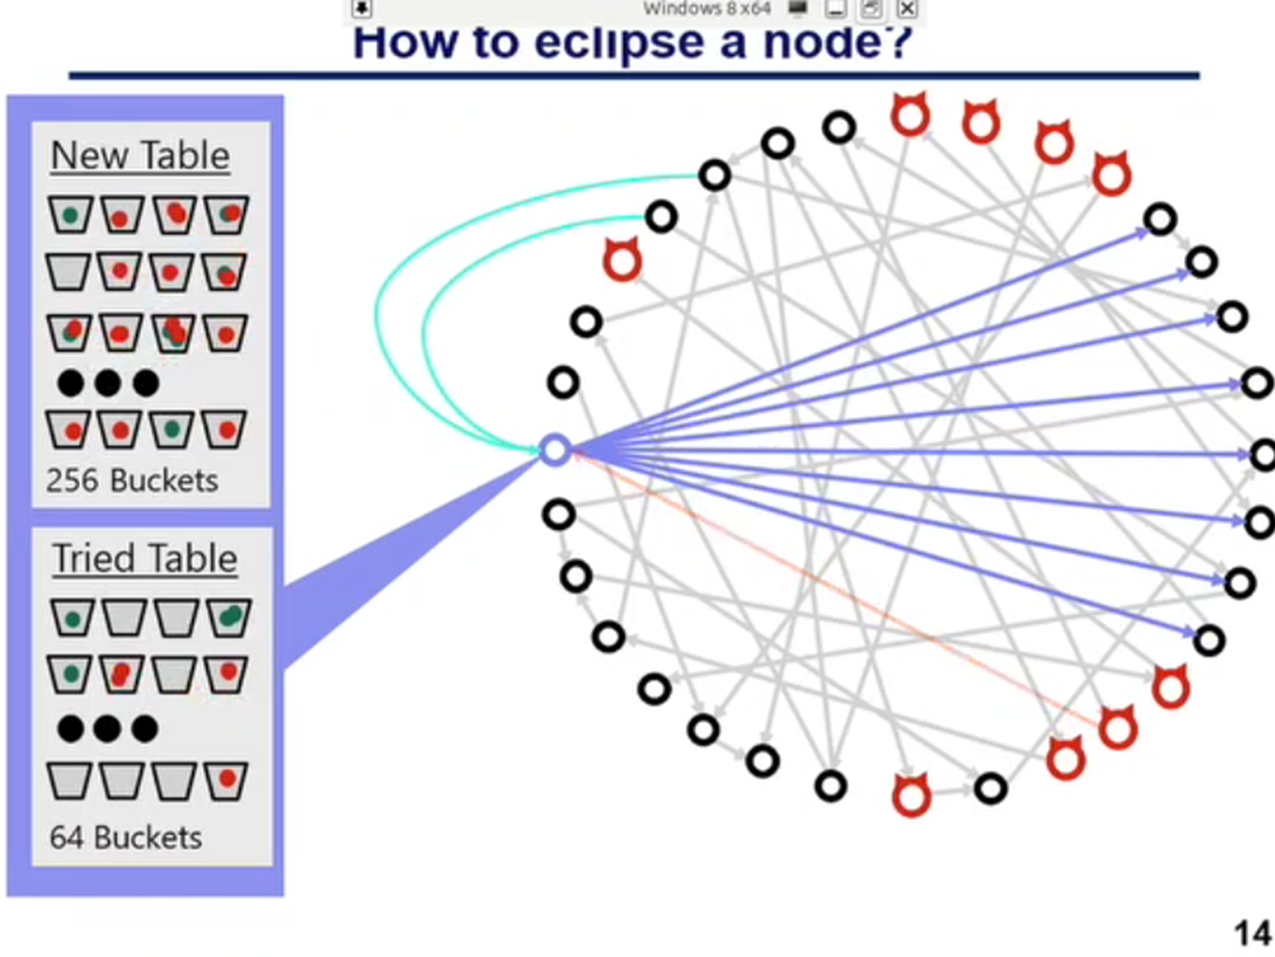 Windows 8 x64
How to eclipse a node?
New Table
256 Buckets
Tried Table
64 Buckets
14